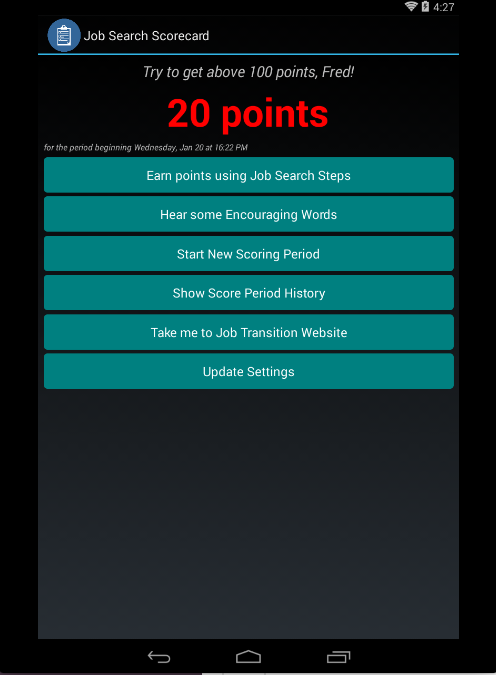 4:27
Job Search Scorecard
Try to get above 100 points, Fred!
20 points
for the period beginning Wednesday, Jan 20 at 16:22 PM
Earn points using Job Search Steps
Hear some Encouraging Words
Start New Scoring Period
Show Score Period History
Take me to Job Transition Website
Update Settings